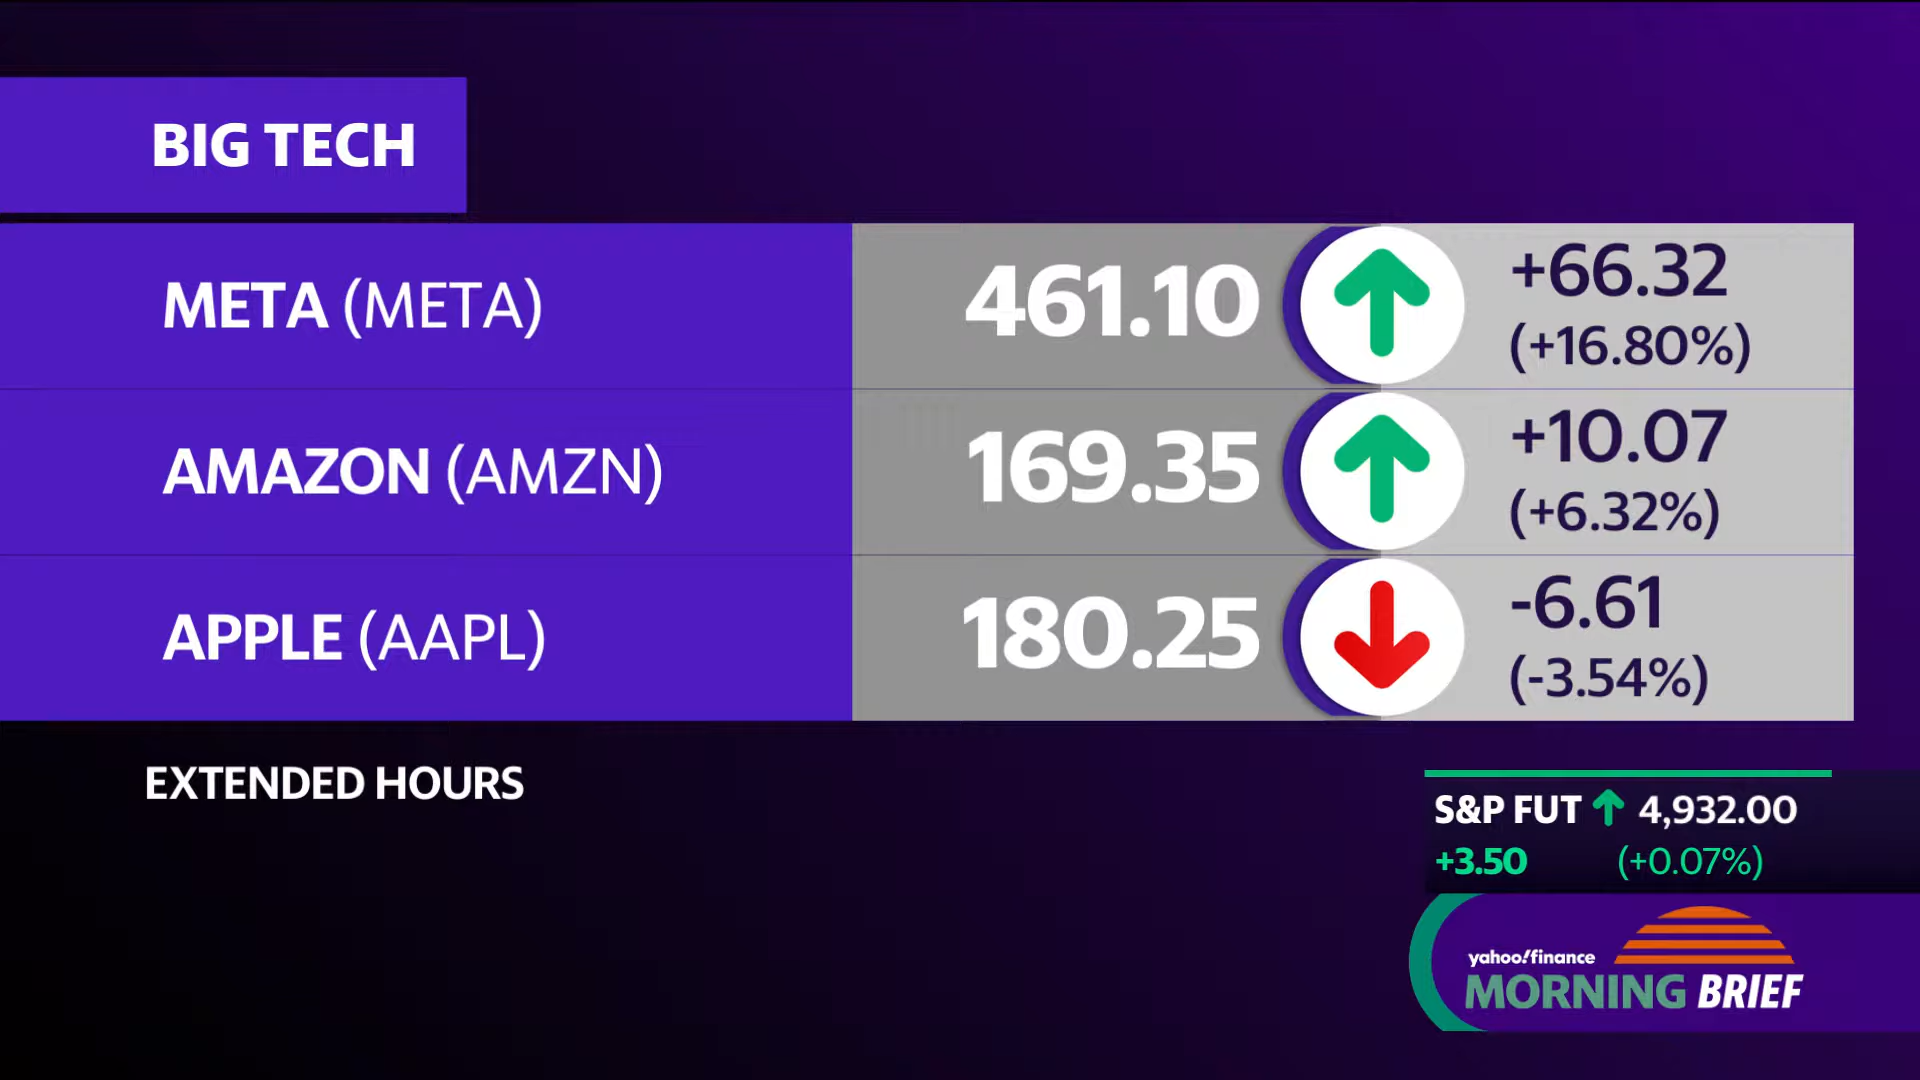 BIG TECH
META (META) 461.10 +66.32
(+16.80%)
AMAZON (AMZN) 169.35 +10.07
(+6.32%)
APPLE (AAPL) 180.25 -6.61
(-3.54%)
EXTENDED HOURS
S&P FUT 4,932.00
+3.50 (+0.07%)
yahoo!finance
MORNING BRIEF